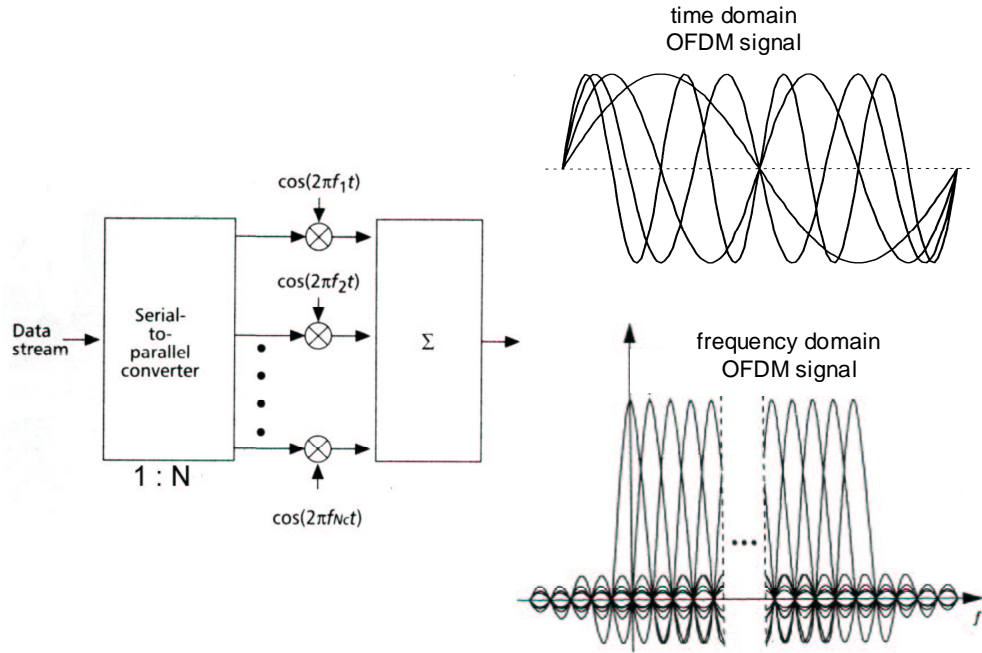 time domain
OFDM signal
cos(2πf1t)
cos(2πf2t)
Data
stream
Serial-
to-
parallel
converter
Σ
1 : N
cos(2πfNct)
frequency domain
OFDM signal
...
f